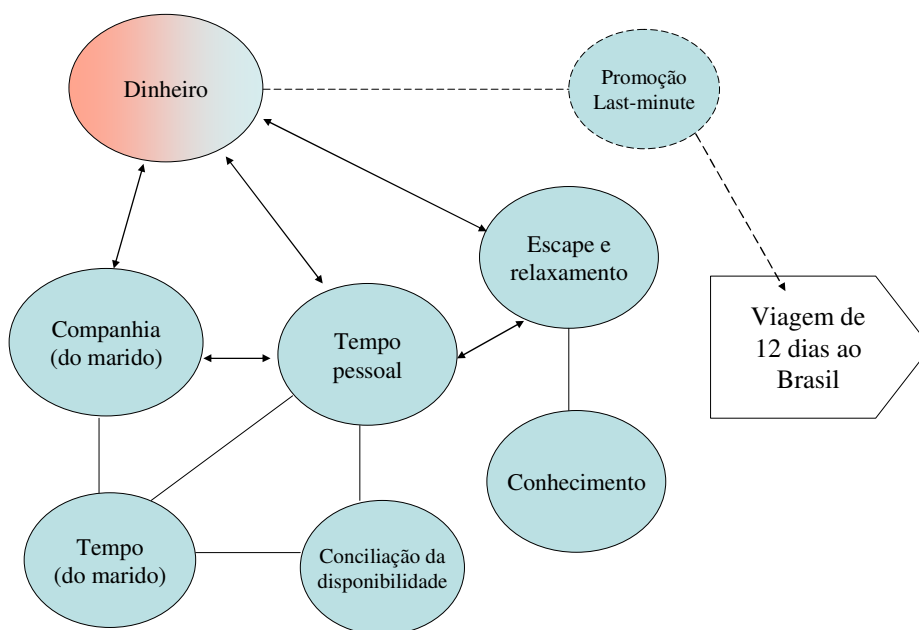 Dinheiro
Promoção
Last-minute
Escape e
relaxamento
Companhia
(do marido)
Tempo
pessoal
Viagem de
12 dias ao
Brasil
Conhecimento
Tempo
(do marido)
Conciliação da
disponibilidade